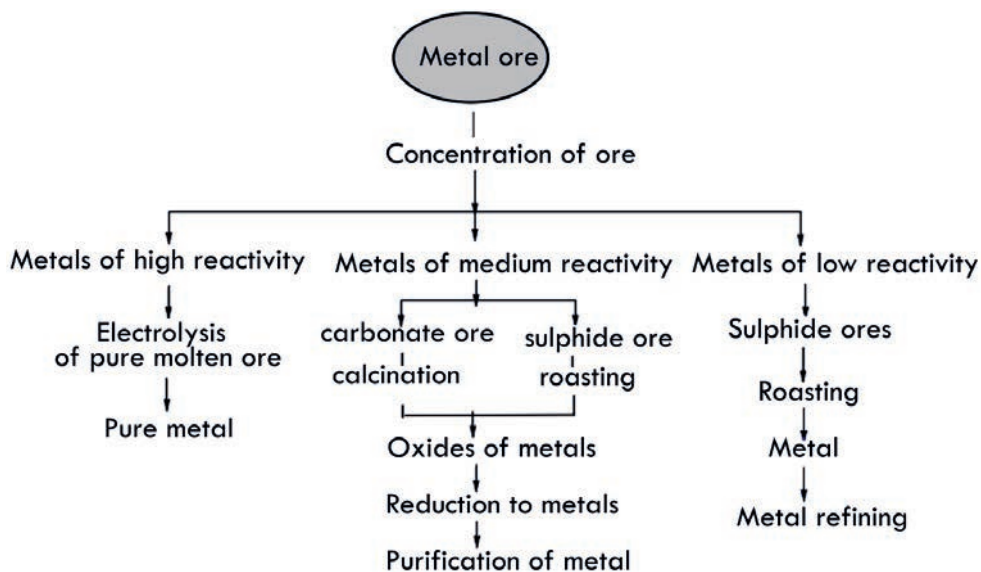 Metal ore
Concentration of ore
Metals of high reactivity
Metals of medium reactivity
Metals of low reactivity
Electrolysis
of pure molten ore
Pure metal
carbonate ore
calcination
sulphide ore
roasting
Oxides of metals
Reduction to metals
Purification of metal
Sulphide ores
Roasting
Metal
Metal refining